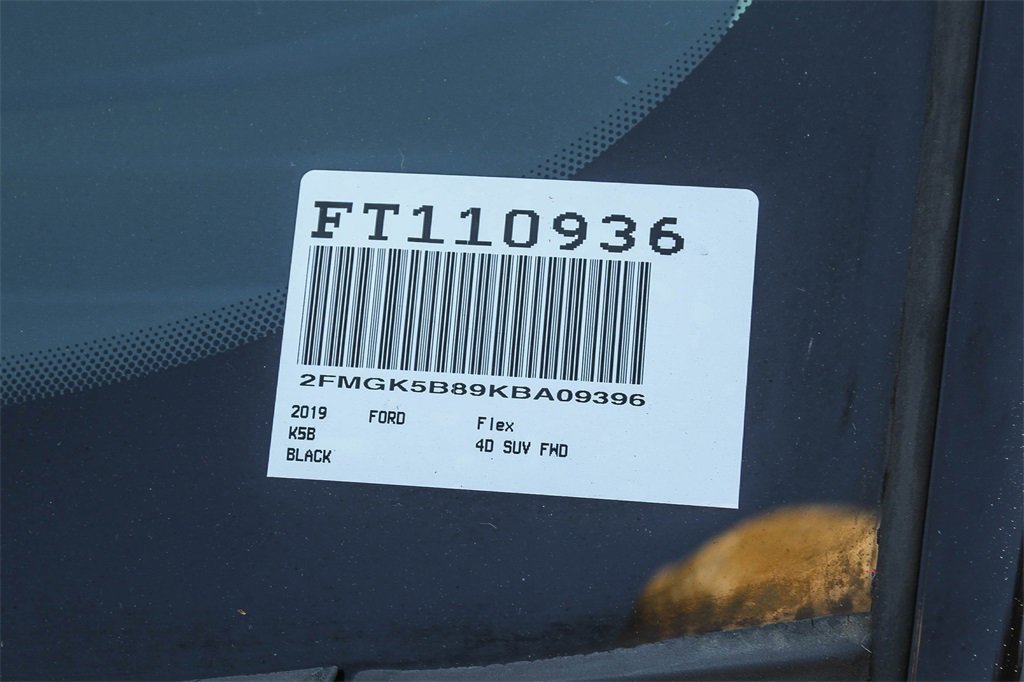 FT110936
2FMGK5B89KBA09396
2019 FORD Flex
K5B 4D SUV FWD
BLACK